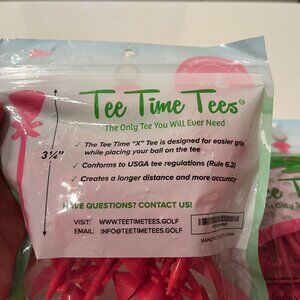 Tee Time Tees®
The Only Tee You Will Ever Need
3¼"
✓ The Tee Time "X" Tee is designed for easier grip
while placing your ball on the tee
✓ Conforms to USGA tee regulations (Rule 6.2)
✓ Creates a longer distance and more accuracy
HAVE QUESTIONS? CONTACT US!
VISIT: WWW.TEETIMETEES.GOLF
EMAIL: INFO@TEETIMETEES.GOLF